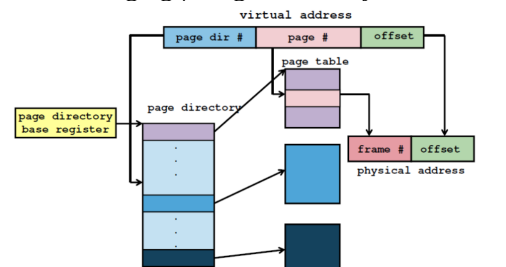 virtual address
page dir #
page #
offset
page table
page directory
page directory
base register
frame #
offset
physical address